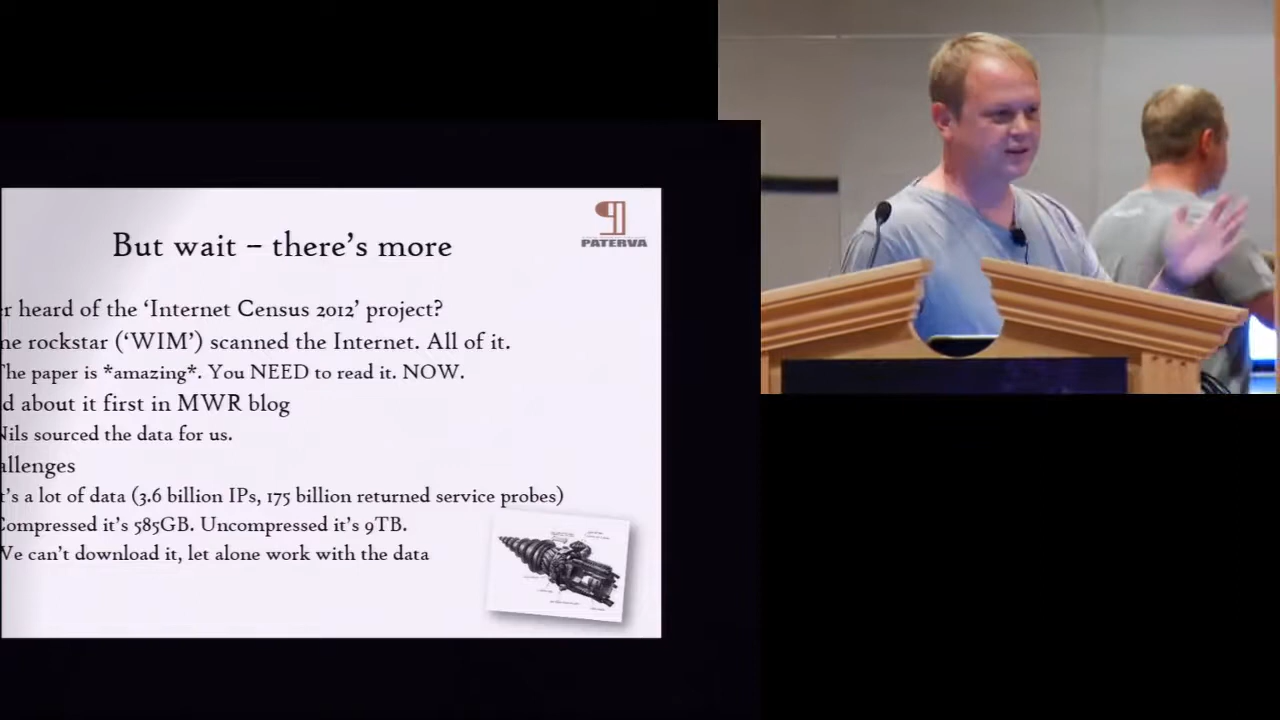 PATERVA
But wait – there's more
er heard of the 'Internet Census 2012' project?
ne rockstar ('WIM') scanned the Internet. All of it.
The paper is *amazing*. You NEED to read it. NOW.
d about it first in MWR blog
Nils sourced the data for us.
allenges
t's a lot of data (3.6 billion IPs, 175 billion returned service probes)
Compressed it's 585GB. Uncompressed it's 9TB.
We can't download it, let alone work with the data